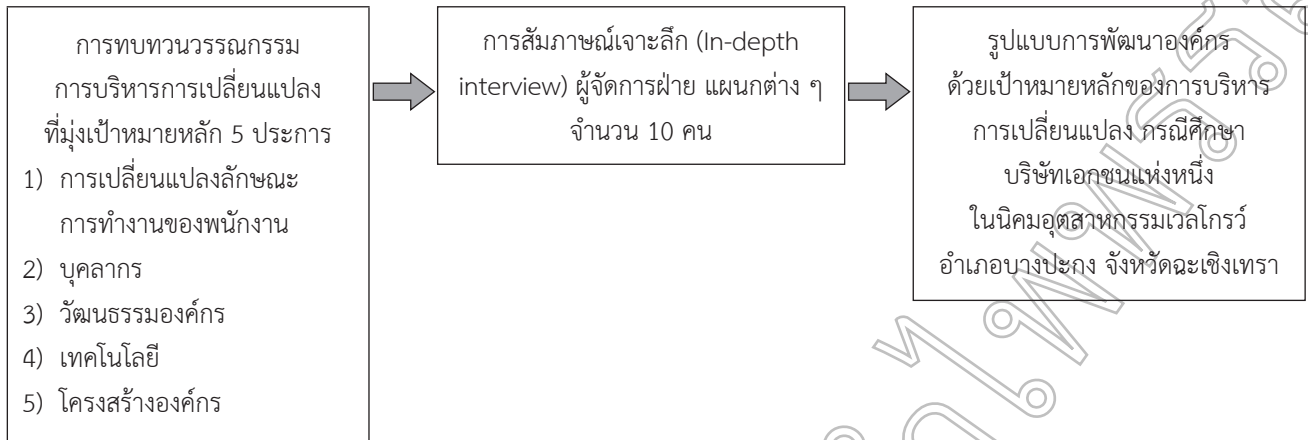 การทบทวนวรรณกรรม
การบริหารการเปลี่ยนแปลง
ที่มุ่งเป้าหมายหลัก 5 ประการ
1) การเปลี่ยนแปลงลักษณะ
การทำงานของพนักงาน
2) บุคลากร
3) วัฒนธรรมองค์กร
4) เทคโนโลยี
5) โครงสร้างองค์กร
การสัมภาษณ์เจาะลึก (In-depth
interview) ผู้จัดการฝ่าย แผนกต่าง ๆ
จำนวน 10 คน
รูปแบบการพัฒนาองค์กร
ด้วยเป้าหมายหลักของการบริหาร
การเปลี่ยนแปลง กรณีศึกษา
บริษัทเอกชนแห่งหนึ่ง
ในนิคมอุตสาหกรรมเวลโกรว์
อำเภอบางปะกง จังหวัดฉะเชิงเทรา